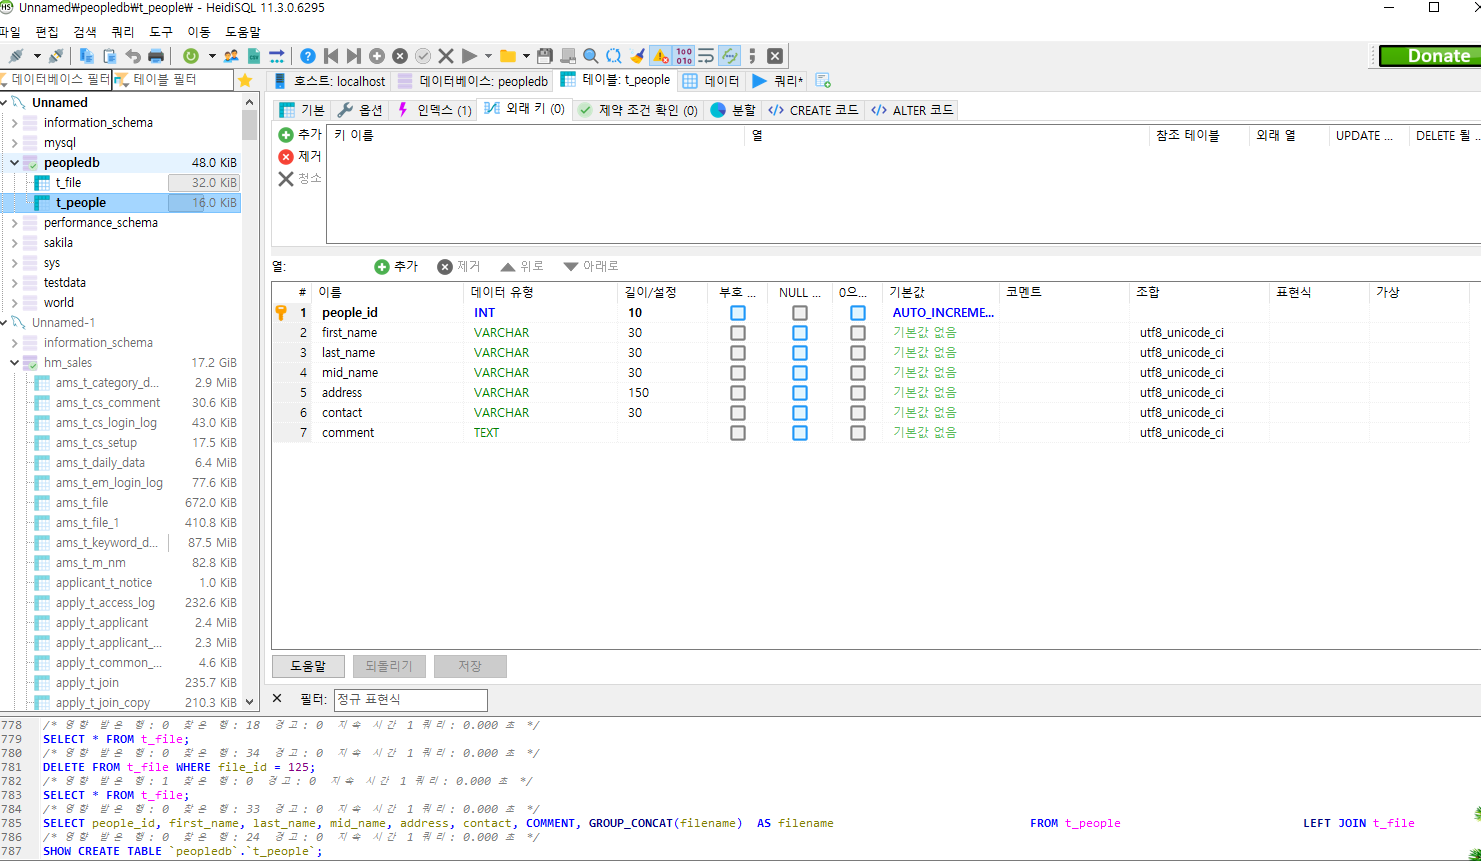 Unnamed₩peopledb₩t_people₩ - HeidiSQL 11.3.0.6295
파일 편집 검색 쿼리 도구 이동 도움말
Donate
데이터베이스 필터 테이블 필터
호스트: localhost 데이터베이스: peopledb 테이블: t_people 데이터 쿼리*
기본 옵션 인덱스 (1) 외래 키 (0) 제약 조건 확인 (0) 분할 CREATE 코드 ALTER 코드
추가
제거
청소
키 이름 열 참조 테이블 외래 열 UPDATE ... DELETE 될 ...
Unnamed
information_schema
mysql
peopledb 48.0 KiB
t_file 32.0 KiB
t_people 16.0 KiB
performance_schema
sakila
sys
testdata
world
Unnamed-1
information_schema
hm_sales 17.2 GiB
ams_t_category_d... 2.9 MiB
ams_t_cs_comment 30.6 KiB
ams_t_cs_login_log 43.0 KiB
ams_t_cs_setup 17.5 KiB
ams_t_daily_data 6.4 MiB
ams_t_em_login_log 77.6 KiB
ams_t_file 672.0 KiB
ams_t_file_1 410.8 KiB
ams_t_keyword_d... 87.5 MiB
ams_t_m_nm 82.8 KiB
applicant_t_notice 1.0 KiB
apply_t_access_log 232.6 KiB
apply_t_applicant 2.4 MiB
apply_t_applicant_... 2.3 MiB
apply_t_common_... 4.6 KiB
apply_t_join 235.7 KiB
apply_t_join_copy 210.3 KiB
열: 추가 제거 위로 아래로
# 이름 데이터 유형 길이/설정 부호 ... NULL ... 0으... 기본값 코멘트 조합 표현식 가상
1 people_id INT 10 AUTO_INCREME...
2 first_name VARCHAR 30 기본값 없음 utf8_unicode_ci
3 last_name VARCHAR 30 기본값 없음 utf8_unicode_ci
4 mid_name VARCHAR 30 기본값 없음 utf8_unicode_ci
5 address VARCHAR 150 기본값 없음 utf8_unicode_ci
6 contact VARCHAR 30 기본값 없음 utf8_unicode_ci
7 comment TEXT 기본값 없음 utf8_unicode_ci
도움말 되돌리기 저장
필터: 정규 표현식
778 /* 영향 받은 행: 0 찾은 행: 18 경고: 0 지속 시간 1 쿼리: 0.000 초 */
779 SELECT * FROM t_file;
780 /* 영향 받은 행: 0 찾은 행: 34 경고: 0 지속 시간 1 쿼리: 0.000 초 */
781 DELETE FROM t_file WHERE file_id = 125;
782 /* 영향 받은 행: 1 찾은 행: 0 경고: 0 지속 시간 1 쿼리: 0.000 초 */
783 SELECT * FROM t_file;
784 /* 영향 받은 행: 0 찾은 행: 33 경고: 0 지속 시간 1 쿼리: 0.000 초 */
785 SELECT people_id, first_name, last_name, mid_name, address, contact, COMMENT, GROUP_CONCAT(filename) AS filename FROM t_people LEFT JOIN t_file
786 /* 영향 받은 행: 0 찾은 행: 24 경고: 0 지속 시간 1 쿼리: 0.000 초 */
787 SHOW CREATE TABLE `peopledb`.`t_people`;